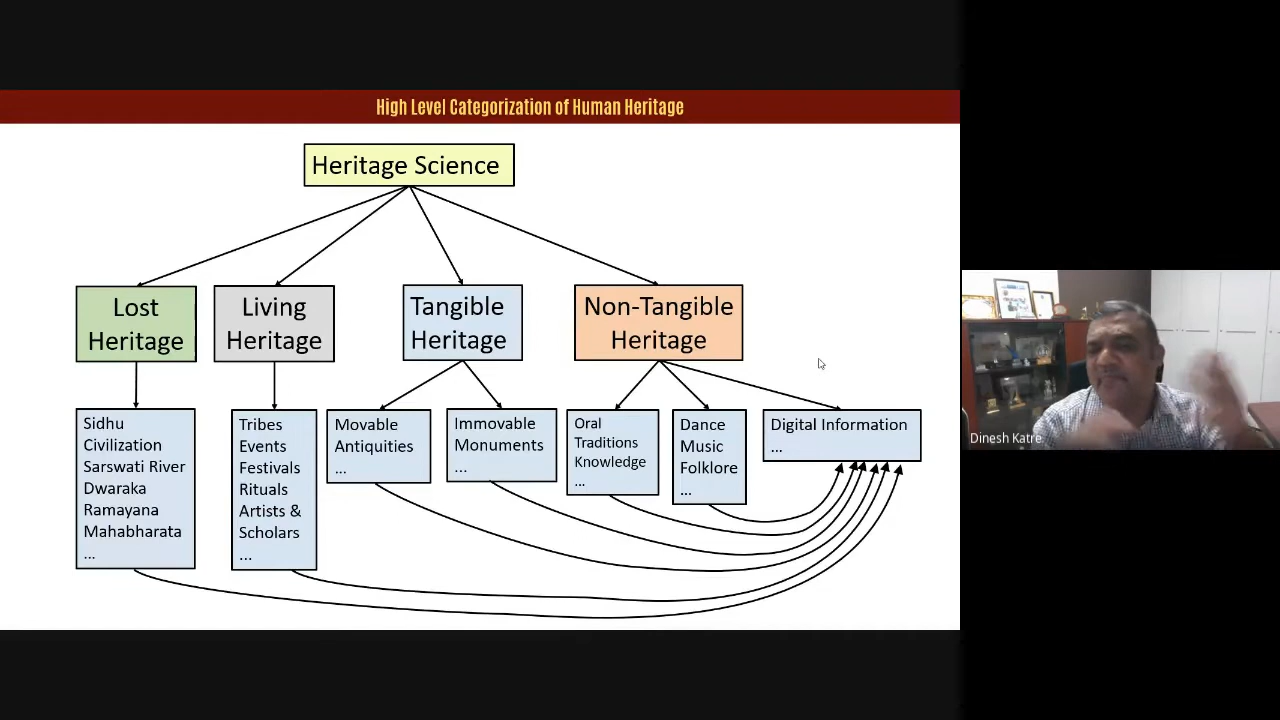 High Level Categorization of Human Heritage
Heritage Science
Lost
Heritage
Living
Heritage
Tangible
Heritage
Non-Tangible
Heritage
Sidhu
Civilization
Sarswati River
Dwaraka
Ramayana
Mahabharata
...
Tribes
Events
Festivals
Rituals
Artists &
Scholars
...
Movable
Antiquities
...
Immovable
Monuments
...
Oral
Traditions
Knowledge
...
Dance
Music
Folklore
...
Digital Information
...
Dinesh Katre